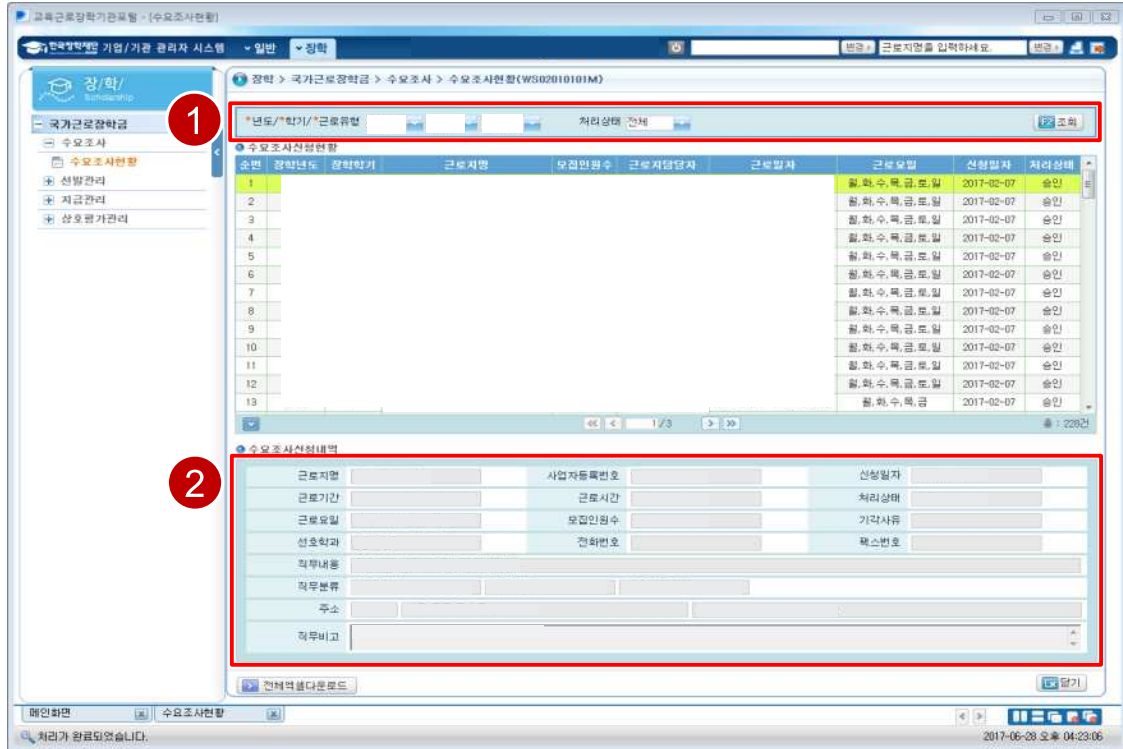 교육근로장학기관포털 - [수요조사현황]
한국장학재단 기업/기관 관리자 시스템 일반 장학 변경 근로지명을 입력하세요. 변경
장/학/
Scholarship
장학 > 국가근로장학금 > 수요조사 > 수요조사현황(WS02010101M)
국가근로장학금
수요조사
수요조사현황
선발관리
지급관리
상호평가관리
1
*년도/*학기/*근로유형 처리상태 전체 조회
수요조사신청현황
순번 장학년도 장학학기 근로지명 모집인원수 근로지담당자 근로일자 근로요일 신청일자 처리상태
1 월,화,수,목,금,토,일 2017-02-07 승인
2 월,화,수,목,금,토,일 2017-02-07 승인
3 월,화,수,목,금,토,일 2017-02-07 승인
4 월,화,수,목,금,토,일 2017-02-07 승인
5 월,화,수,목,금,토,일 2017-02-07 승인
6 월,화,수,목,금,토,일 2017-02-07 승인
7 월,화,수,목,금,토,일 2017-02-07 승인
8 월,화,수,목,금,토,일 2017-02-07 승인
9 월,화,수,목,금,토,일 2017-02-07 승인
10 월,화,수,목,금,토,일 2017-02-07 승인
11 월,화,수,목,금,토,일 2017-02-07 승인
12 월,화,수,목,금,토,일 2017-02-07 승인
13 월,화,수,목,금 2017-02-07 승인
1/3 총 : 228건
수요조사신청내역
2
근로지명 사업자등록번호 신청일자
근로기간 근로시간 처리상태
근로요일 모집인원수 기각사유
선호학과 전화번호 팩스번호
직무내용
직무분류
주소
직무비고
전체엑셀다운로드 닫기
메인화면 수요조사현황
처리가 완료되었습니다. 2017-06-28 오후 04:23:06